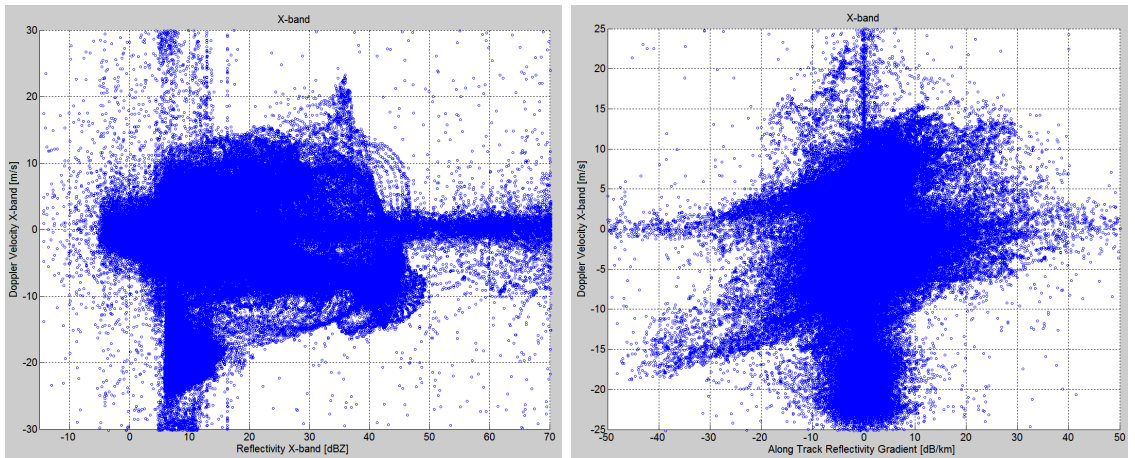 X-band
30
20
10
0
-10
-20
-30
Doppler Velocity X-band [m/s]
-10 0 10 20 30 40 50 60 70
Reflectivity X-band [dBZ]
X-band
25
20
15
10
5
0
-5
-10
-15
-20
-25
Doppler Velocity X-band [m/s]
-50 -40 -30 -20 -10 0 10 20 30 40 50
Along Track Reflectivity Gradient [dB/km]